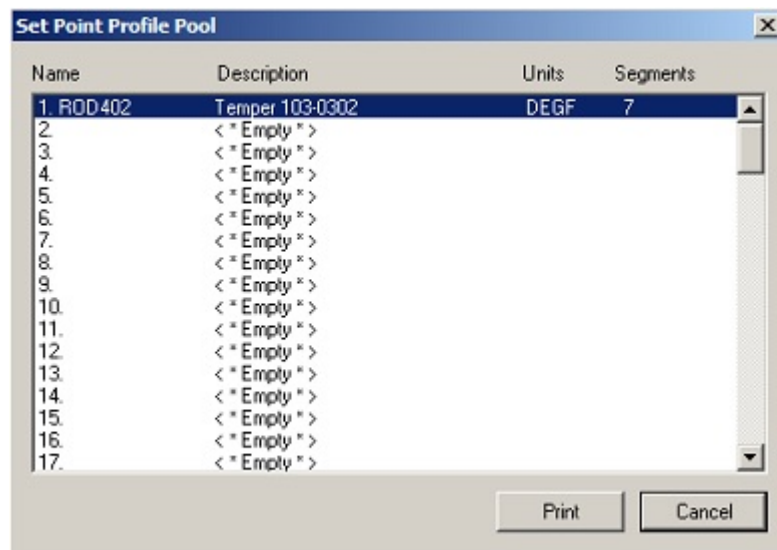 Set Point Profile Pool
Name Description Units Segments
1. ROD402 Temper 103-0302 DEGF 7
2. < * Empty * >
3. < * Empty * >
4. < * Empty * >
5. < * Empty * >
6. < * Empty * >
7. < * Empty * >
8. < * Empty * >
9. < * Empty * >
10. < * Empty * >
11. < * Empty * >
12. < * Empty * >
13. < * Empty * >
14. < * Empty * >
15. < * Empty * >
16. < * Empty * >
17. < * Empty * >
Print Cancel